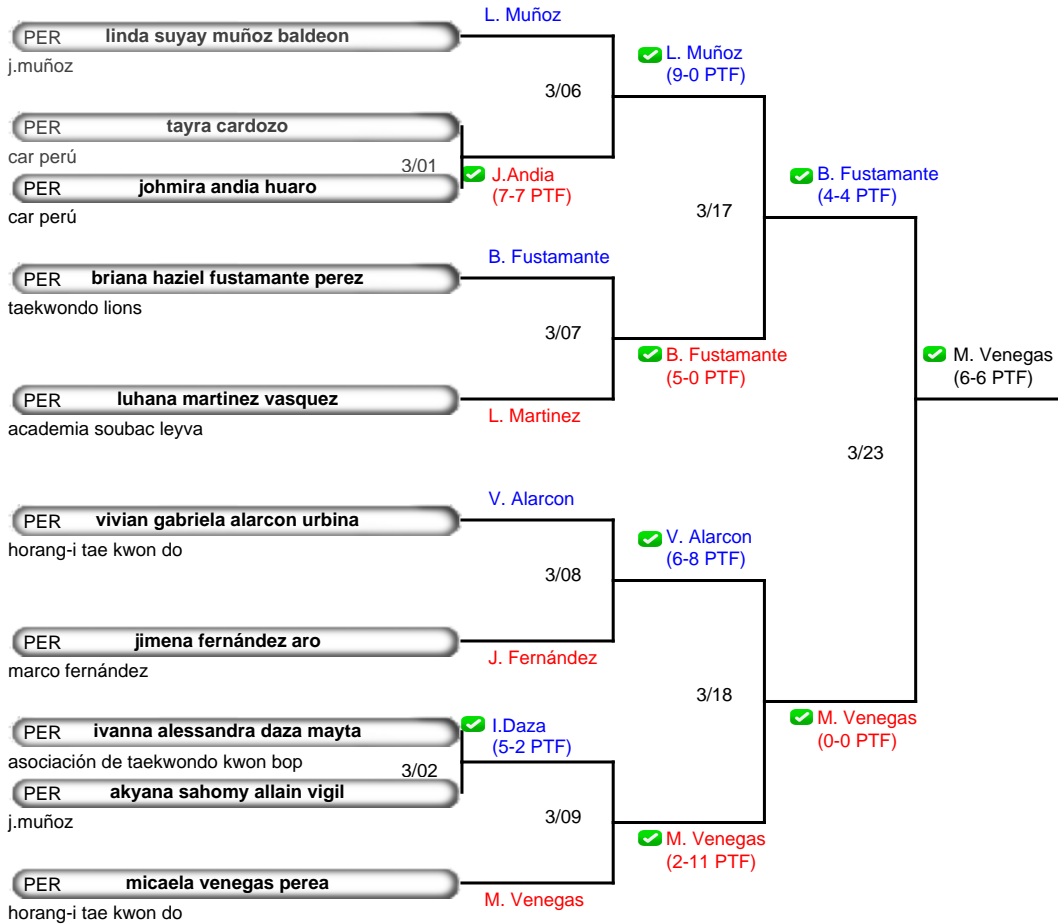 L. Muñoz
PER linda suyay muñoz baldeon
j.muñoz
L. Muñoz
(9-0 PTF)
3/06
PER tayra cardozo
car perú
3/01
J.Andia
(7-7 PTF)
PER johmira andia huaro
car perú
B. Fustamante
(4-4 PTF)
3/17
B. Fustamante
PER briana haziel fustamante perez
taekwondo lions
3/07
B. Fustamante
(5-0 PTF)
M. Venegas
(6-6 PTF)
PER luhana martinez vasquez
academia soubac leyva
L. Martinez
3/23
V. Alarcon
PER vivian gabriela alarcon urbina
horang-i tae kwon do
V. Alarcon
(6-8 PTF)
3/08
PER jimena fernández aro
marco fernández
J. Fernández
3/18
M. Venegas
(0-0 PTF)
PER ivanna alessandra daza mayta
asociación de taekwondo kwon bop
I.Daza
(5-2 PTF)
3/02
PER akyana sahomy allain vigil
j.muñoz
3/09
M. Venegas
(2-11 PTF)
PER micaela venegas perea
horang-i tae kwon do
M. Venegas